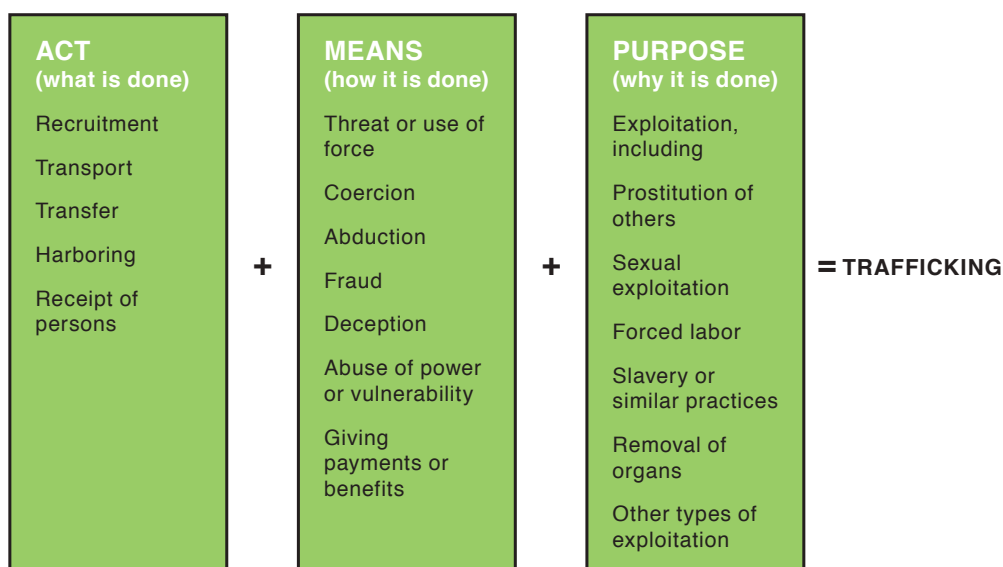 ACT
(what is done)
Recruitment
Transport
Transfer
Harboring
Receipt of
persons
+
MEANS
(how it is done)
Threat or use of
force
Coercion
Abduction
Fraud
Deception
Abuse of power
or vulnerability
Giving
payments or
benefits
+
PURPOSE
(why it is done)
Exploitation,
including
Prostitution of
others
Sexual
exploitation
Forced labor
Slavery or
similar practices
Removal of
organs
Other types of
exploitation
= TRAFFICKING